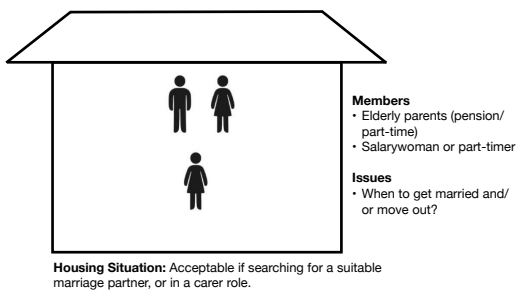 Members
• Elderly parents (pension/
part-time)
• Salarywoman or part-timer
Issues
• When to get married and/
or move out?
Housing Situation: Acceptable if searching for a suitable
marriage partner, or in a carer role.